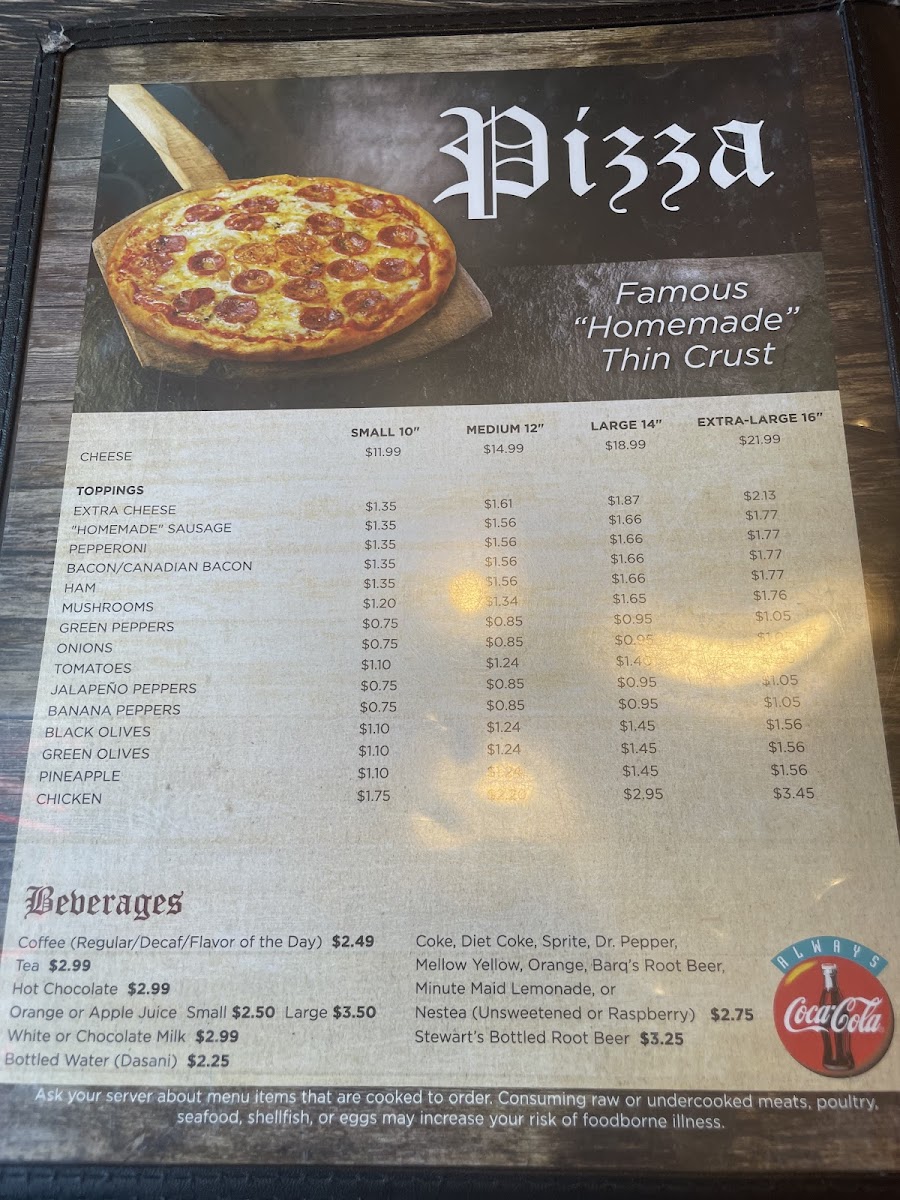 Pizza
Famous
“Homemade”
Thin Crust
SMALL 10" MEDIUM 12" LARGE 14" EXTRA-LARGE 16"
CHEESE $11.99 $14.99 $18.99 $21.99
TOPPINGS
EXTRA CHEESE $1.35 $1.61 $1.87 $2.13
"HOMEMADE" SAUSAGE $1.35 $1.56 $1.66 $1.77
PEPPERONI $1.35 $1.56 $1.66 $1.77
BACON/CANADIAN BACON $1.35 $1.56 $1.66 $1.77
HAM $1.35 $1.56 $1.66 $1.77
MUSHROOMS $1.20 $1.34 $1.65 $1.76
GREEN PEPPERS $0.75 $0.85 $0.95 $1.05
ONIONS $0.75 $0.85 $0.95
TOMATOES $1.10 $1.24
JALAPEÑO PEPPERS $0.75 $0.85 $0.95 $1.05
BANANA PEPPERS $0.75 $0.85 $0.95 $1.05
BLACK OLIVES $1.10 $1.24 $1.45 $1.56
GREEN OLIVES $1.10 $1.24 $1.45 $1.56
PINEAPPLE $1.10 $1.24 $1.45 $1.56
CHICKEN $1.75 $2.20 $2.95 $3.45
Beverages
Coffee (Regular/Decaf/Flavor of the Day) $2.49
Tea $2.99
Hot Chocolate $2.99
Orange or Apple Juice Small $2.50 Large $3.50
White or Chocolate Milk $2.99
Bottled Water (Dasani) $2.25
Coke, Diet Coke, Sprite, Dr. Pepper,
Mellow Yellow, Orange, Barq's Root Beer,
Minute Maid Lemonade, or
Nestea (Unsweetened or Raspberry) $2.75
Stewart's Bottled Root Beer $3.25
ALWAYS
Coca-Cola
Ask your server about menu items that are cooked to order. Consuming raw or undercooked meats, poultry,
seafood, shellfish, or eggs may increase your risk of foodborne illness.